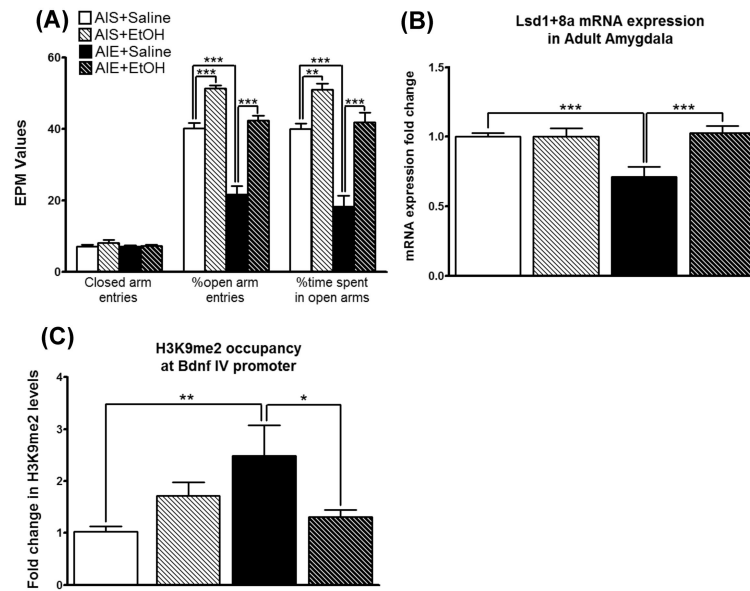 (A)
AIS+Saline
AIS+EtOH
AIE+Saline
AIE+EtOH
EPM Values
60
40
20
0
***
***
***
***
**
***
Closed arm
entries
%open arm
entries
%time spent
in open arms
(B)
Lsd1+8a mRNA expression
in Adult Amygdala
mRNA expression fold change
1.5
1.0
0.5
0.0
***
***
(C)
H3K9me2 occupancy
at Bdnf IV promoter
Fold change in H3K9me2 levels
4
3
2
1
0
**
*